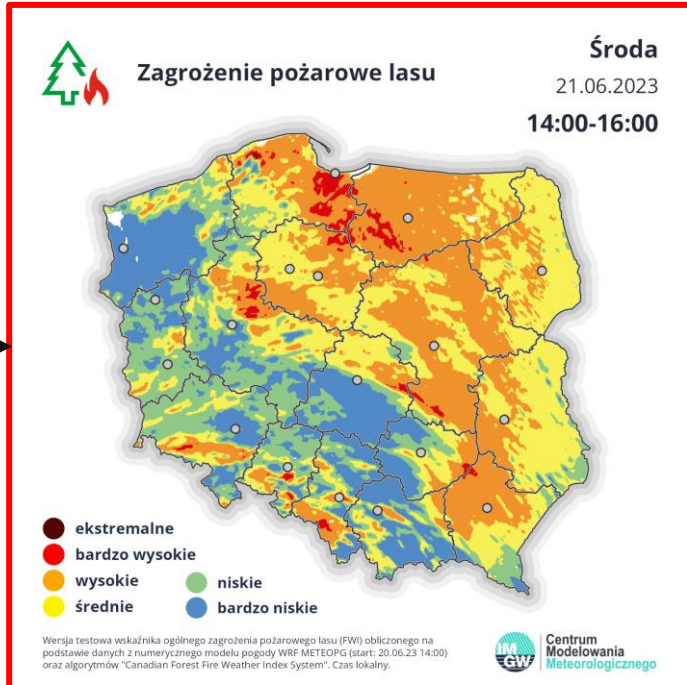 Zagrożenie pożarowe lasu
Środa
21.06.2023
14:00-16:00
ekstremalne
bardzo wysokie
wysokie
średnie
niskie
bardzo niskie
Wersja testowa wskaźnika ogólnego zagrożenia pożarowego lasu (FWI) obliczonego na
podstawie danych z numerycznego modelu pogody WRF METEOPG (start: 20.06.23 14:00)
oraz algorytmów "Canadian Forest Fire Weather Index System". Czas lokalny.
IM
GW
Centrum
Modelowania
Meteorologicznego